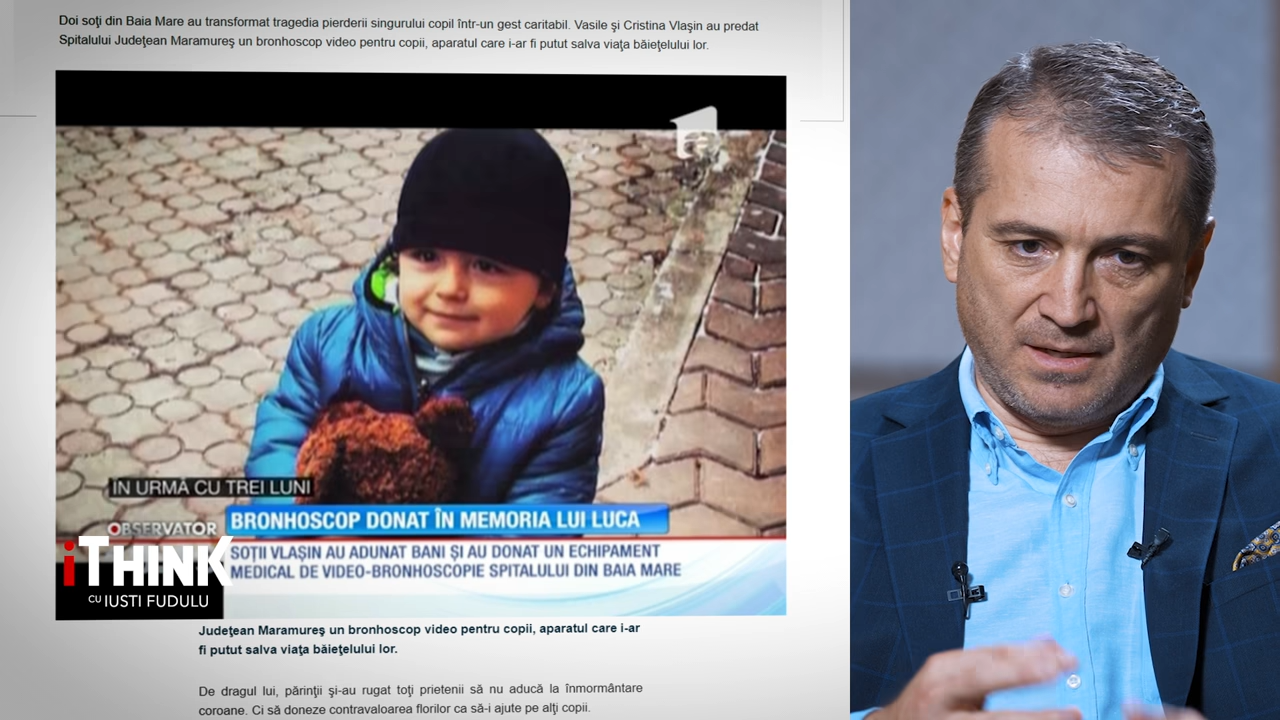 Doi soţi din Baia Mare au transformat tragedia pierderii singurului copil într-un gest caritabil. Vasile şi Cristina Vlaşin au predat
Spitalului Judeţean Maramureş un bronhoscop video pentru copii, aparatul care i-ar fi putut salva viaţa băieţelului lor.
IN URMĂ CU TREI LUNI
OBSERVATOR
BRONHOSCOP DONAT ÎN MEMORIA LUI LUCA
SOŢII VLAŞIN AU ADUNAT BANI ŞI AU DONAT UN ECHIPAMENT
MEDICAL DE VIDEO-BRONHOSCOPIE SPITALULUI DIN BAIA MARE
iTHINK
CU IUSTI FUDULU
Judeţean Maramureş un bronhoscop video pentru copii, aparatul care i-ar
fi putut salva viaţa băieţelului lor.
De dragul lui, părinţii şi-au rugat toţi prietenii să nu aducă la înmormântare
coroane. Ci să doneze contravaloarea florilor ca să-i ajute pe alţi copii.